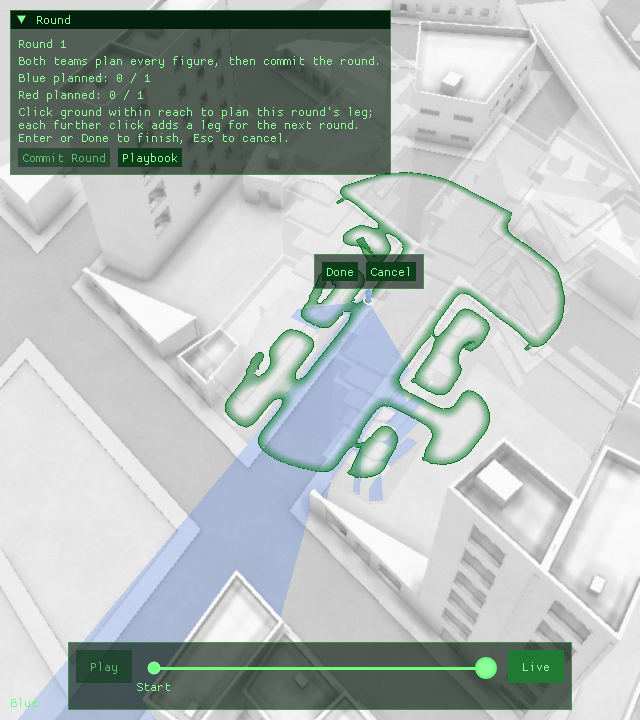 Round
Round 1
Both teams plan every figure, then commit the round.
Blue planned: 0 / 1
Red planned: 0 / 1
Click ground within reach to plan this round's leg;
each further click adds a leg for the next round.
Enter or Done to finish, Esc to cancel.
Commit Round Playbook
Done Cancel
Play Live
Start
Blue